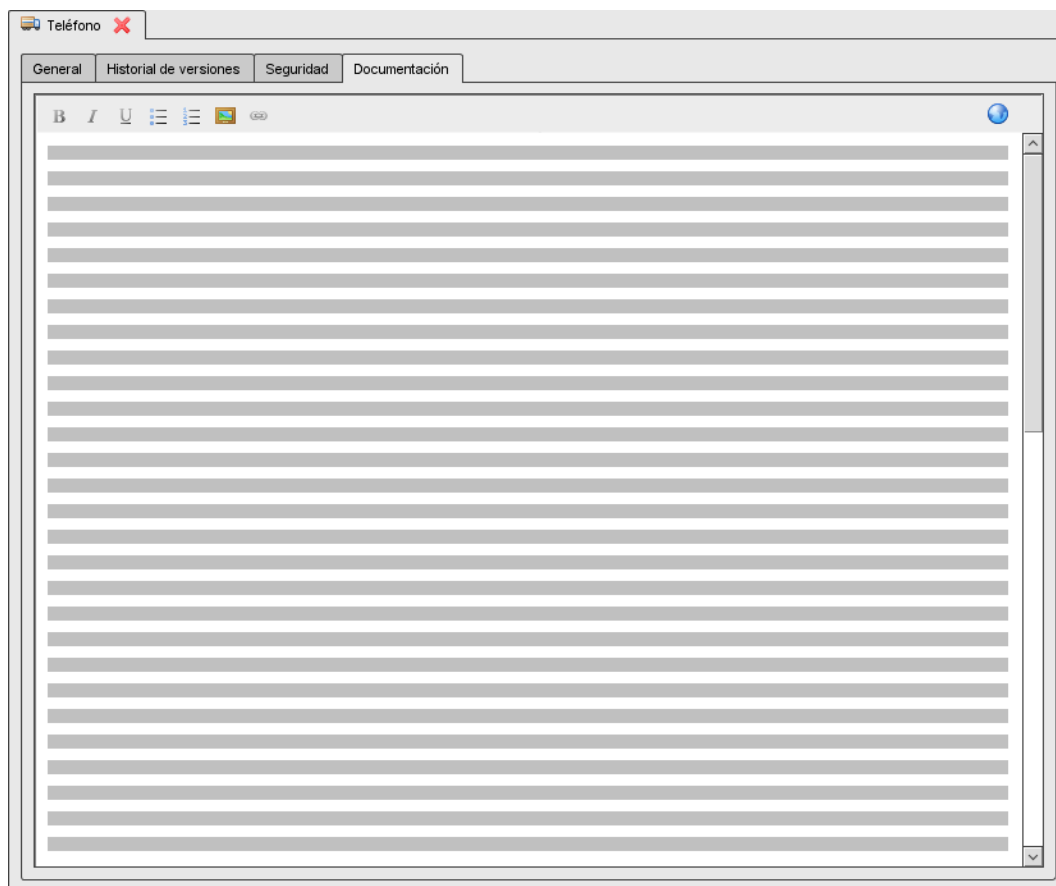 Teléfono
General Historial de versiones Seguridad Documentación
B I U